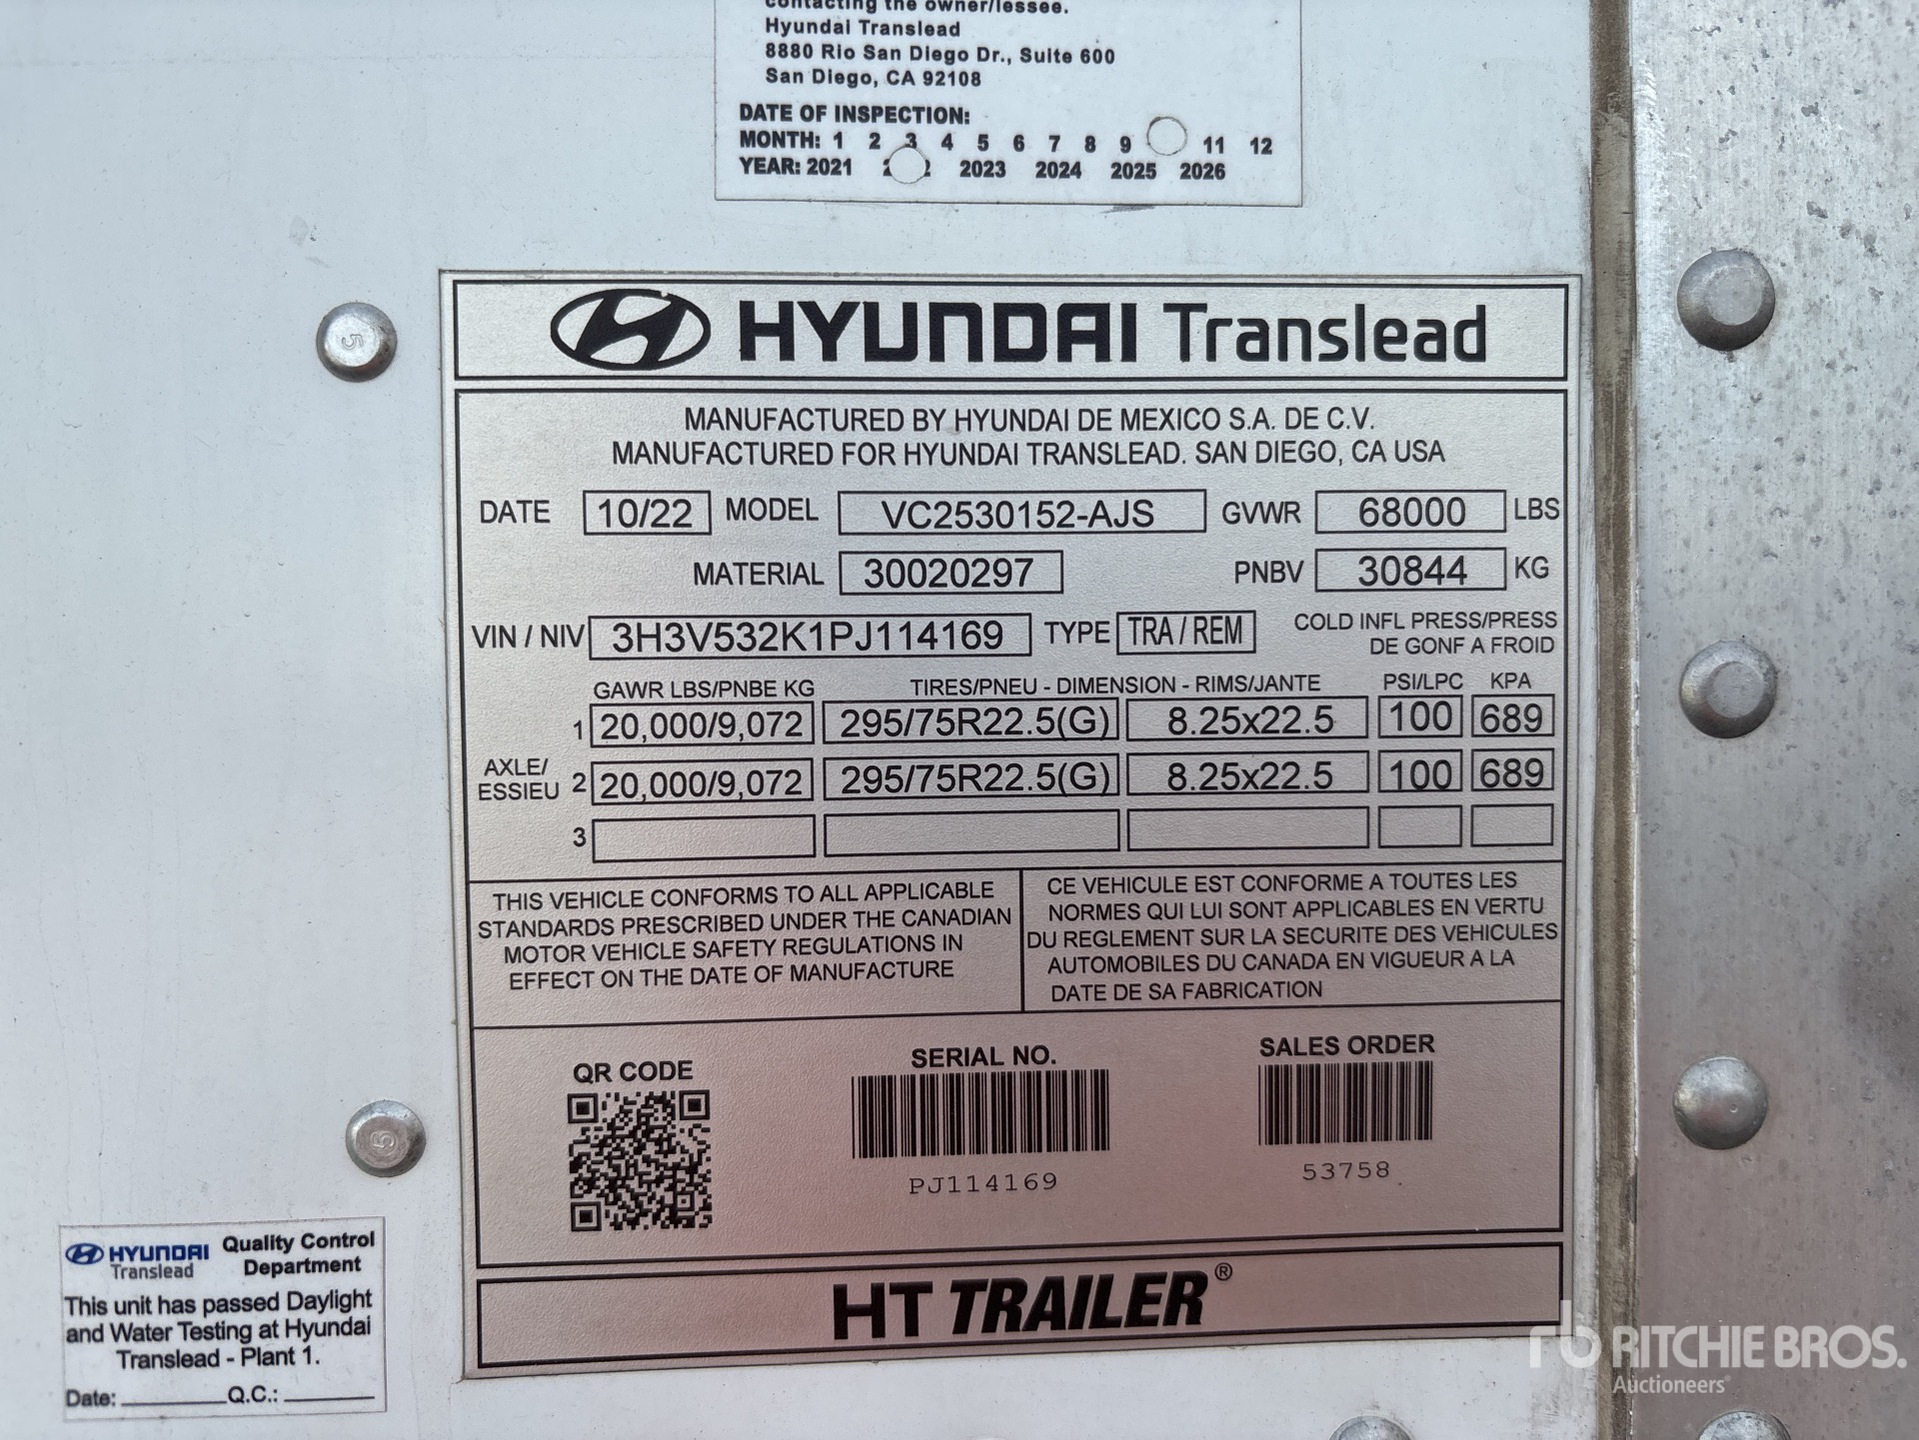 contacting the owner/lessee.
Hyundai Translead
8880 Rio San Diego Dr., Suite 600
San Diego, CA 92108
DATE OF INSPECTION:
MONTH: 1 2 3 4 5 6 7 8 9 11 12
YEAR: 2021 2023 2024 2025 2026
HYUNDAI Translead
MANUFACTURED BY HYUNDAI DE MEXICO S.A. DE C.V.
MANUFACTURED FOR HYUNDAI TRANSLEAD. SAN DIEGO, CA USA
DATE 10/22 MODEL VC2530152-AJS GVWR 68000 LBS
MATERIAL 30020297 PNBV 30844 KG
VIN / NIV 3H3V532K1PJ114169 TYPE TRA / REM COLD INFL PRESS/PRESS
DE GONF A FROID
GAWR LBS/PNBE KG TIRES/PNEU - DIMENSION - RIMS/JANTE PSI/LPC KPA
1 20,000/9,072 295/75R22.5(G) 8.25x22.5 100 689
AXLE/
ESSIEU 2 20,000/9,072 295/75R22.5(G) 8.25x22.5 100 689
3
THIS VEHICLE CONFORMS TO ALL APPLICABLE
STANDARDS PRESCRIBED UNDER THE CANADIAN
MOTOR VEHICLE SAFETY REGULATIONS IN
EFFECT ON THE DATE OF MANUFACTURE
CE VEHICULE EST CONFORME A TOUTES LES
NORMES QUI LUI SONT APPLICABLES EN VERTU
DU REGLEMENT SUR LA SECURITE DES VEHICULES
AUTOMOBILES DU CANADA EN VIGUEUR A LA
DATE DE SA FABRICATION
QR CODE
SERIAL NO.
PJ114169
SALES ORDER
53758
HT TRAILER®
HYUNDAI Translead
Quality Control
Department
This unit has passed Daylight
and Water Testing at Hyundai
Translead - Plant 1.
Date: Q.C.:
5
5
rb RITCHIE BROS.
Auctioneers